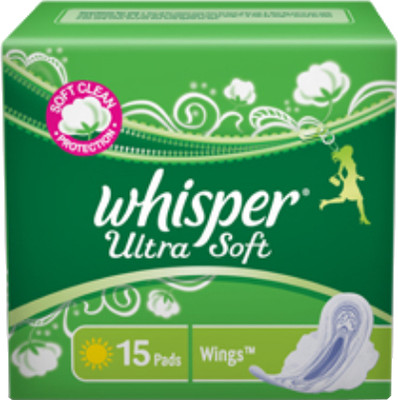 SOFT CLEAN
PROTECTION
whisper®
Ultra Soft
15 Pads
Wings™